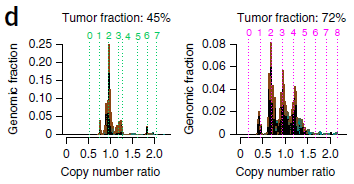 d
Tumor fraction: 45%
0 1 2 3 4 5 6 7
0.25
0.20
0.15
0.10
0.05
0
Genomic fraction
0 0.5 1.0 1.5 2.0
Copy number ratio
Tumor fraction: 72%
0 1 2 3 4 5 6 7 8
0.08
0.06
0.04
0.02
0
Genomic fraction
0 0.5 1.0 1.5 2.0
Copy number ratio